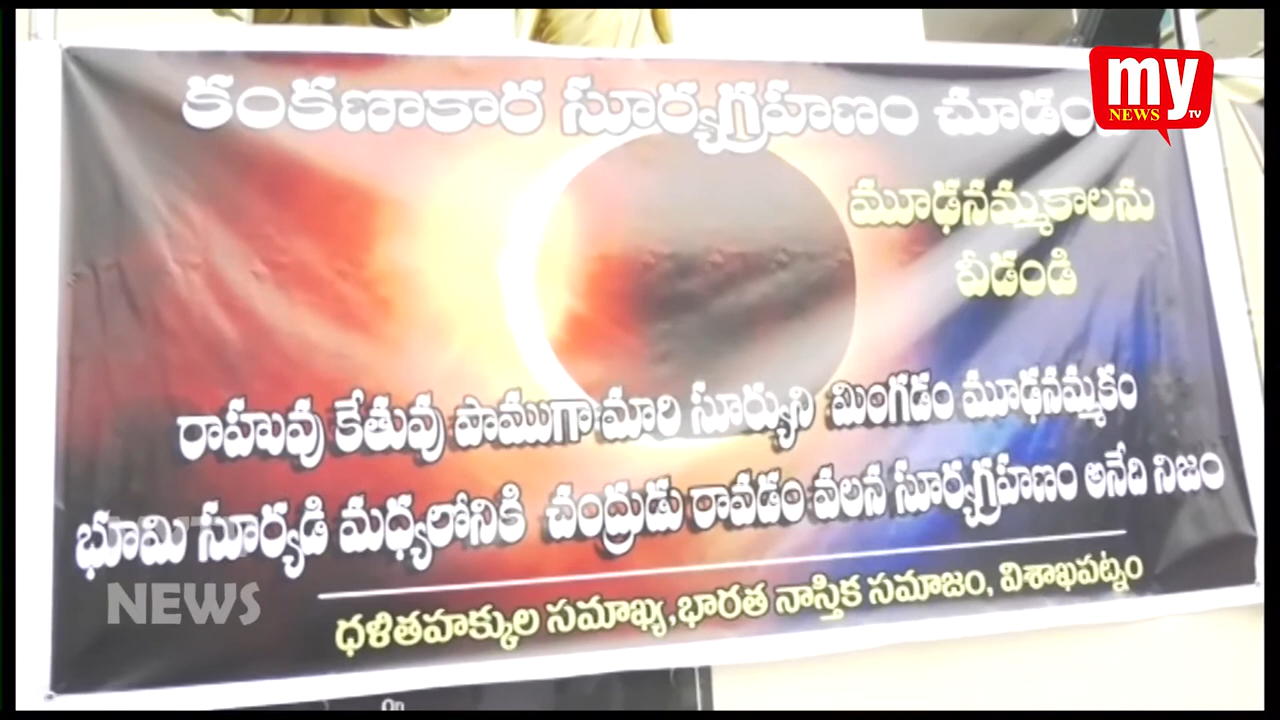 కంకణాకార సూర్యగ్రహణం
మూఢనమ్మకాలను
వీడండి
రాహువు కేతువు పాముగా మారి సూర్యుని మింగడం మూఢనమ్మకం
భూమి సూర్యడి మధ్యలోనికి చంద్రుడు రావడం వలన సూర్యగ్రహణం అనేది నిజం
ధళితహక్కుల సమాఖ్య,భారత నాస్తిక సమాజం, విశాఖపట్నం
my
NEWS TV
NEWS